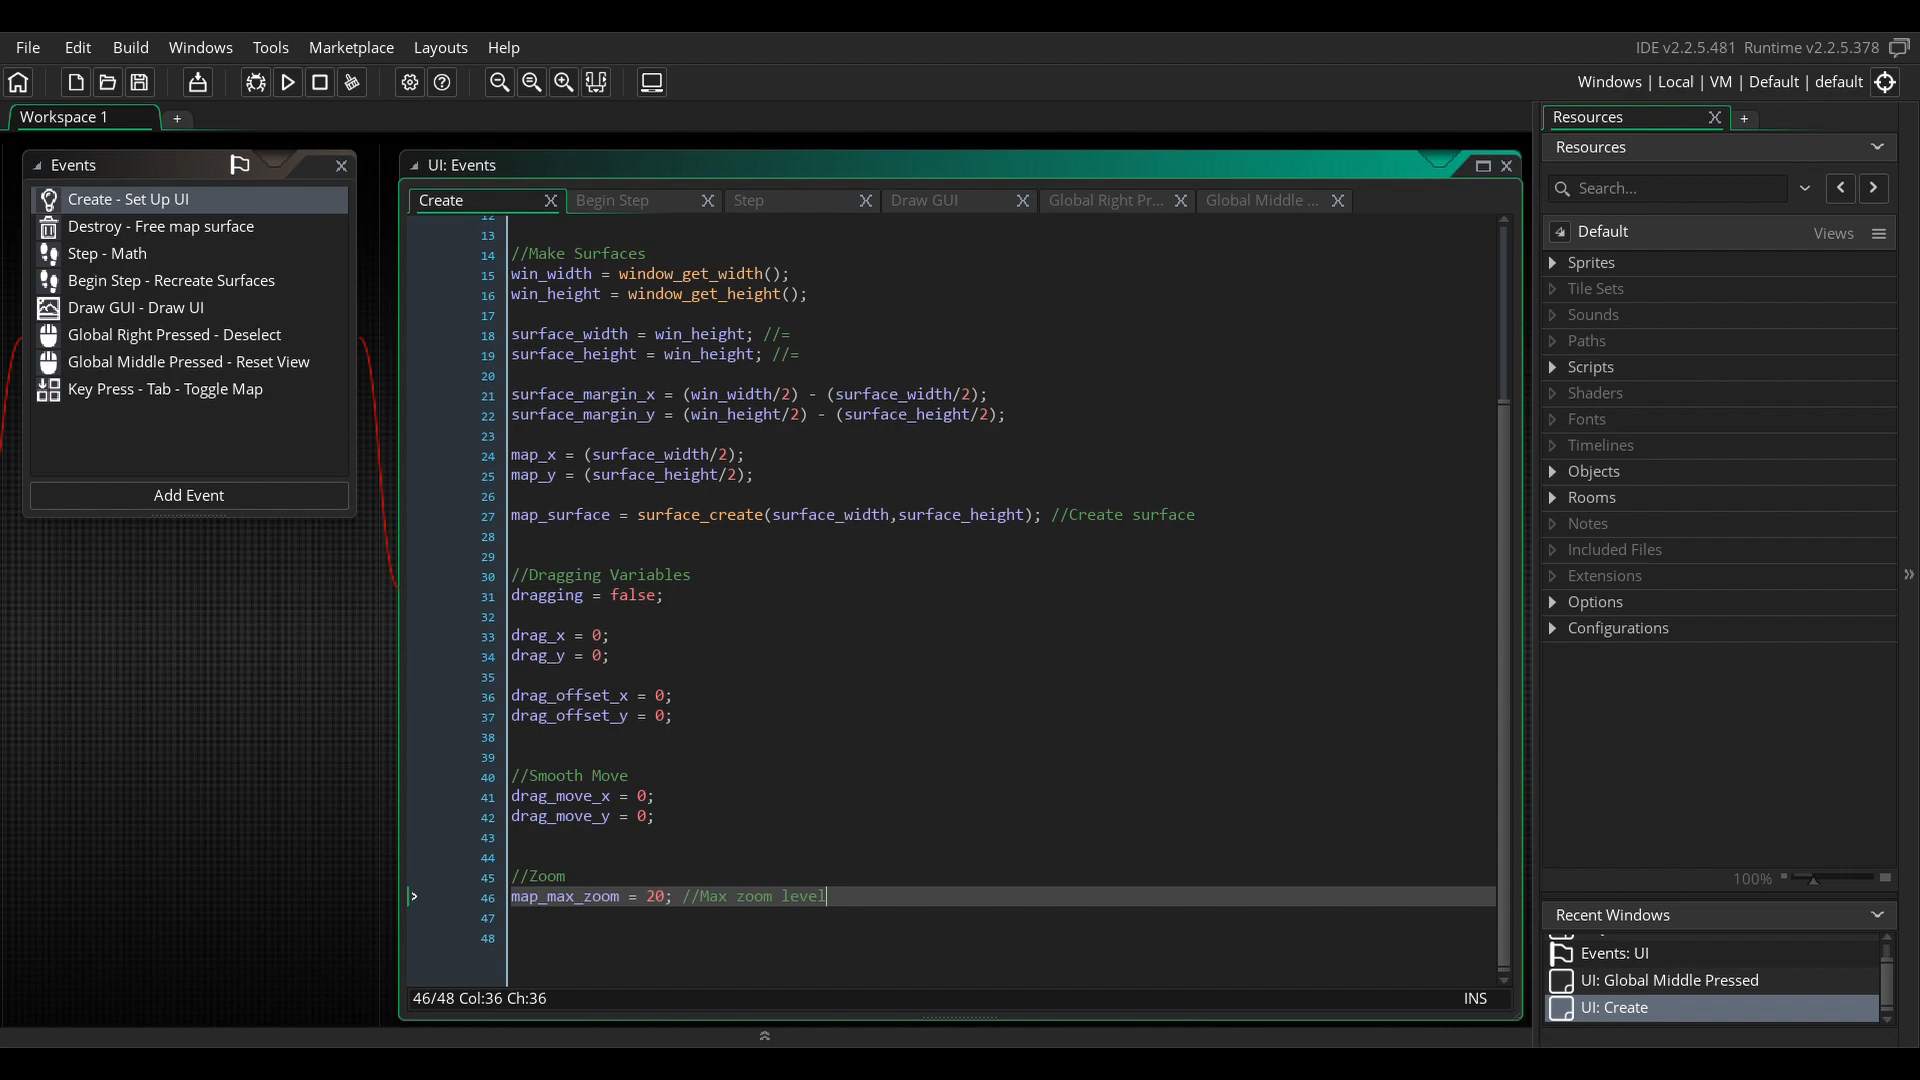 File Edit Build Windows Tools Marketplace Layouts Help
IDE v2.2.5.481 Runtime v2.2.5.378
Windows | Local | VM | Default | default
Workspace 1
+
Events
Create - Set Up UI
Destroy - Free map surface
Step - Math
Begin Step - Recreate Surfaces
Draw GUI - Draw UI
Global Right Pressed - Deselect
Global Middle Pressed - Reset View
Key Press - Tab - Toggle Map
Add Event
UI: Events
Create X Begin Step X Step X Draw GUI X Global Right Pr... X Global Middle ... X
12
13
14 //Make Surfaces
15 win_width = window_get_width();
16 win_height = window_get_height();
17
18 surface_width = win_height; //=
19 surface_height = win_height; //=
20
21 surface_margin_x = (win_width/2) - (surface_width/2);
22 surface_margin_y = (win_height/2) - (surface_height/2);
23
24 map_x = (surface_width/2);
25 map_y = (surface_height/2);
26
27 map_surface = surface_create(surface_width,surface_height); //Create surface
28
29
30 //Dragging Variables
31 dragging = false;
32
33 drag_x = 0;
34 drag_y = 0;
35
36 drag_offset_x = 0;
37 drag_offset_y = 0;
38
39
40 //Smooth Move
41 drag_move_x = 0;
42 drag_move_y = 0;
43
44
45 //Zoom
46 map_max_zoom = 20; //Max zoom level
47
48
46/48 Col:36 Ch:36 INS
Resources X +
Resources
Search...
Default Views
Sprites
Tile Sets
Sounds
Paths
Scripts
Shaders
Fonts
Timelines
Objects
Rooms
Notes
Included Files
Extensions
Options
Configurations
100%
Recent Windows
Events: UI
UI: Global Middle Pressed
UI: Create